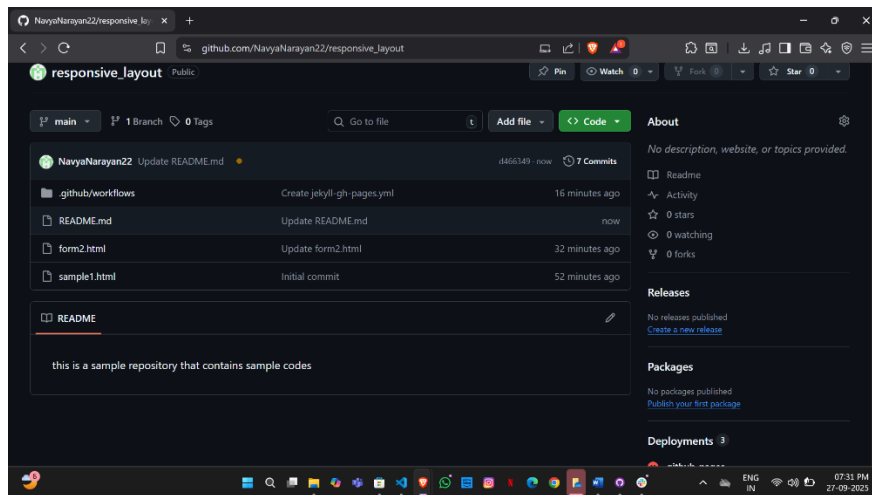 NavyaNarayan22/responsive_lay
github.com/NavyaNarayan22/responsive_layout
responsive_layout Public
Pin Watch 0 Fork 0 Star 0
main 1 Branch 0 Tags Go to file t Add file <> Code
NavyaNarayan22 Update README.md d466349 · now 7 Commits
.github/workflows Create jekyll-gh-pages.yml 16 minutes ago
README.md Update README.md now
form2.html Update form2.html 32 minutes ago
sample1.html Initial commit 52 minutes ago
README
this is a sample repository that contains sample codes
About
No description, website, or topics provided.
Readme
Activity
0 stars
0 watching
0 forks
Releases
No releases published
Create a new release
Packages
No packages published
Publish your first package
Deployments 3
github-pages
6
ENG
IN
07:31 PM
27-09-2025